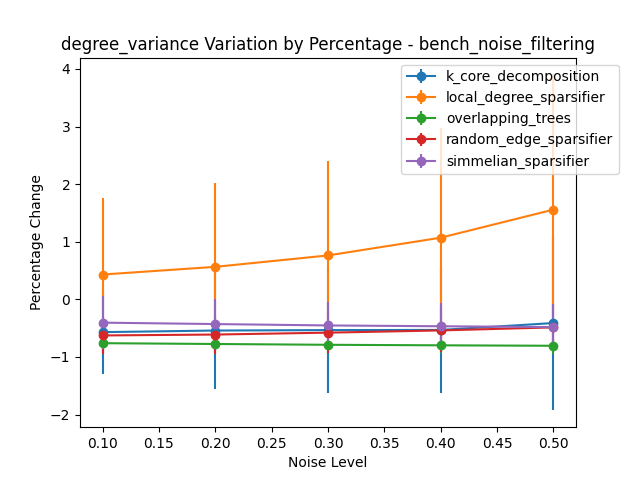 degree_variance Variation by Percentage - bench_noise_filtering
k_core_decomposition
local_degree_sparsifier
overlapping_trees
random_edge_sparsifier
simmelian_sparsifier
Percentage Change
4
3
2
1
0
−1
−2
0.10 0.15 0.20 0.25 0.30 0.35 0.40 0.45 0.50
Noise Level